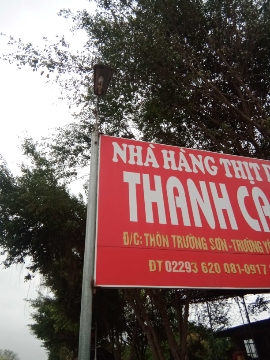 NHÀ HÀNG THỊT
THANH
Đ/C: THÔN TRƯỜNG SƠN-TRƯỜNG
ĐT 02293 620 081-0917